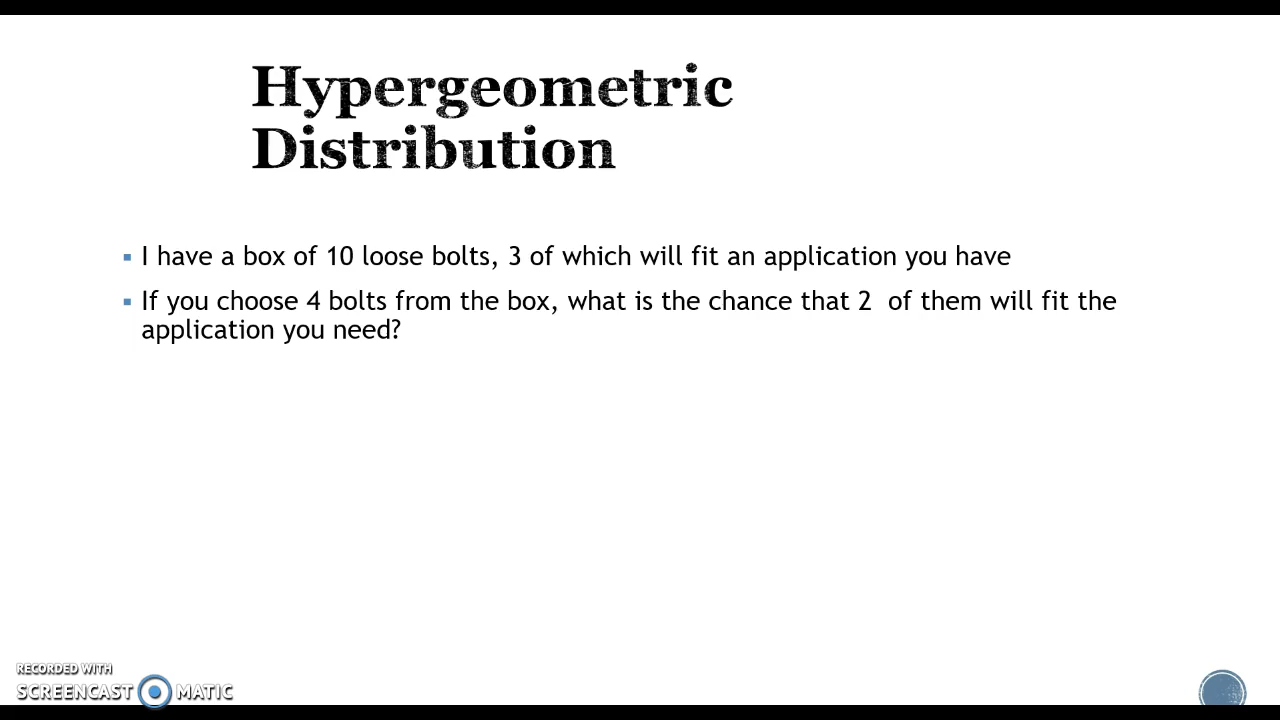 Hypergeometric
Distribution
▪ I have a box of 10 loose bolts, 3 of which will fit an application you have
▪ If you choose 4 bolts from the box, what is the chance that 2  of them will fit the
application you need?
RECORDED WITH
SCREENCAST MATIC